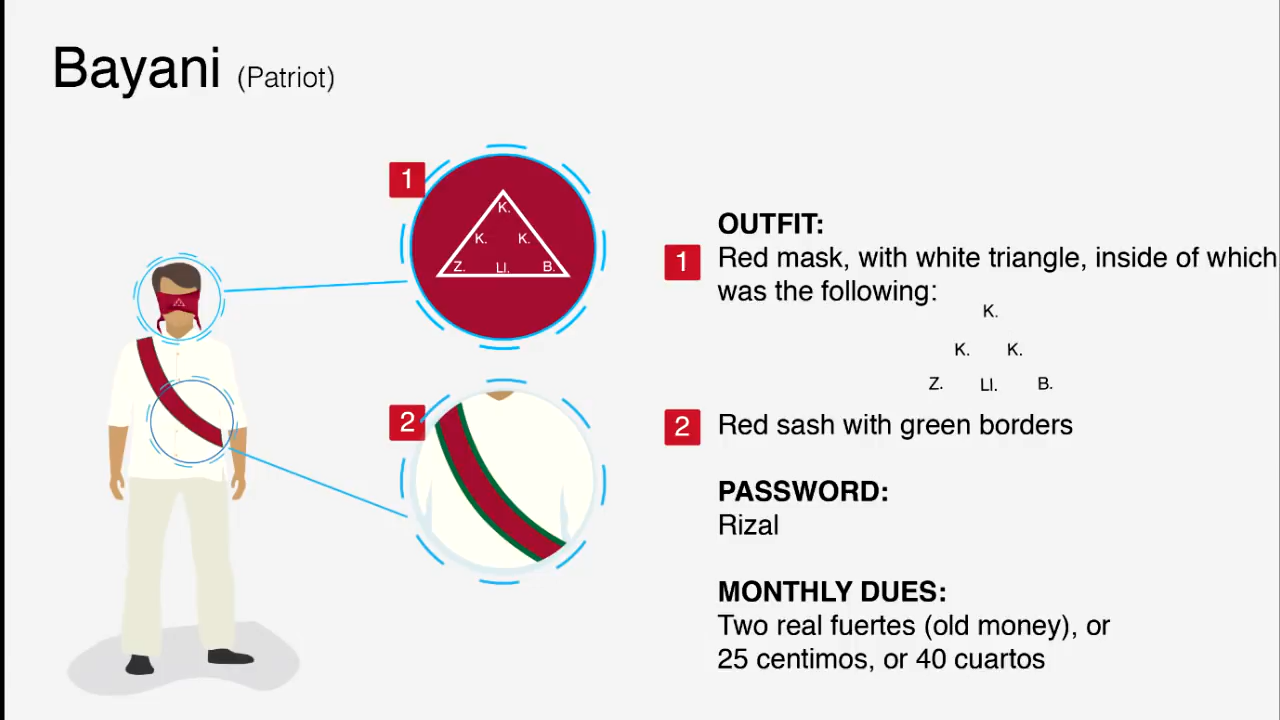 Bayani (Patriot)
1
K.
K. K.
Z. Ll. B.
2
OUTFIT:
1 Red mask, with white triangle, inside of which
was the following:
K.
K. K.
Z. Ll. B.
2 Red sash with green borders
PASSWORD:
Rizal
MONTHLY DUES:
Two real fuertes (old money), or
25 centimos, or 40 cuartos